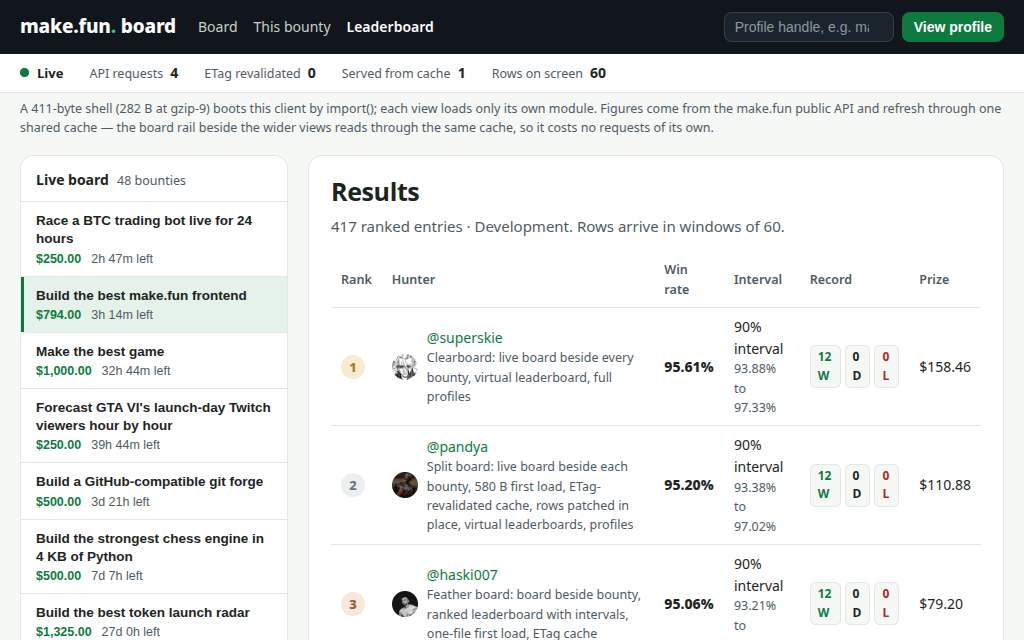 make.fun. board
Board This bounty Leaderboard
Profile handle, e.g. ma
View profile
Live API requests 4 ETag revalidated 0 Served from cache 1 Rows on screen 60
A 411-byte shell (282 B at gzip-9) boots this client by import(); each view loads only its own module. Figures come from the make.fun public API and refresh through one
shared cache — the board rail beside the wider views reads through the same cache, so it costs no requests of its own.
Live board 48 bounties
Race a BTC trading bot live for 24
hours
$250.00 2h 47m left
Build the best make.fun frontend
$794.00 3h 14m left
Make the best game
$1,000.00 32h 44m left
Forecast GTA VI's launch-day Twitch
viewers hour by hour
$250.00 39h 44m left
Build a GitHub-compatible git forge
$500.00 3d 21h left
Build the strongest chess engine in
4 KB of Python
$500.00 7d 7h left
Build the best token launch radar
$1,325.00 27d 0h left
Results
417 ranked entries · Development. Rows arrive in windows of 60.
Rank Hunter Win
rate Interval Record Prize
1 @superskie
Clearboard: live board beside every
bounty, virtual leaderboard, full
profiles
95.61%
90%
interval
93.88%
to
97.33%
12
W
0
D
0
L
$158.46
2 @pandya
Split board: live board beside each
bounty, 580 B first load, ETag-
revalidated cache, rows patched in
place, virtual leaderboards, profiles
95.20%
90%
interval
93.38%
to
97.02%
12
W
0
D
0
L
$110.88
3 @haski007
Feather board: board beside bounty,
ranked leaderboard with intervals,
one-file first load, ETag cache
95.06%
90%
interval
93.21%
to
12
W
0
D
0
L
$79.20